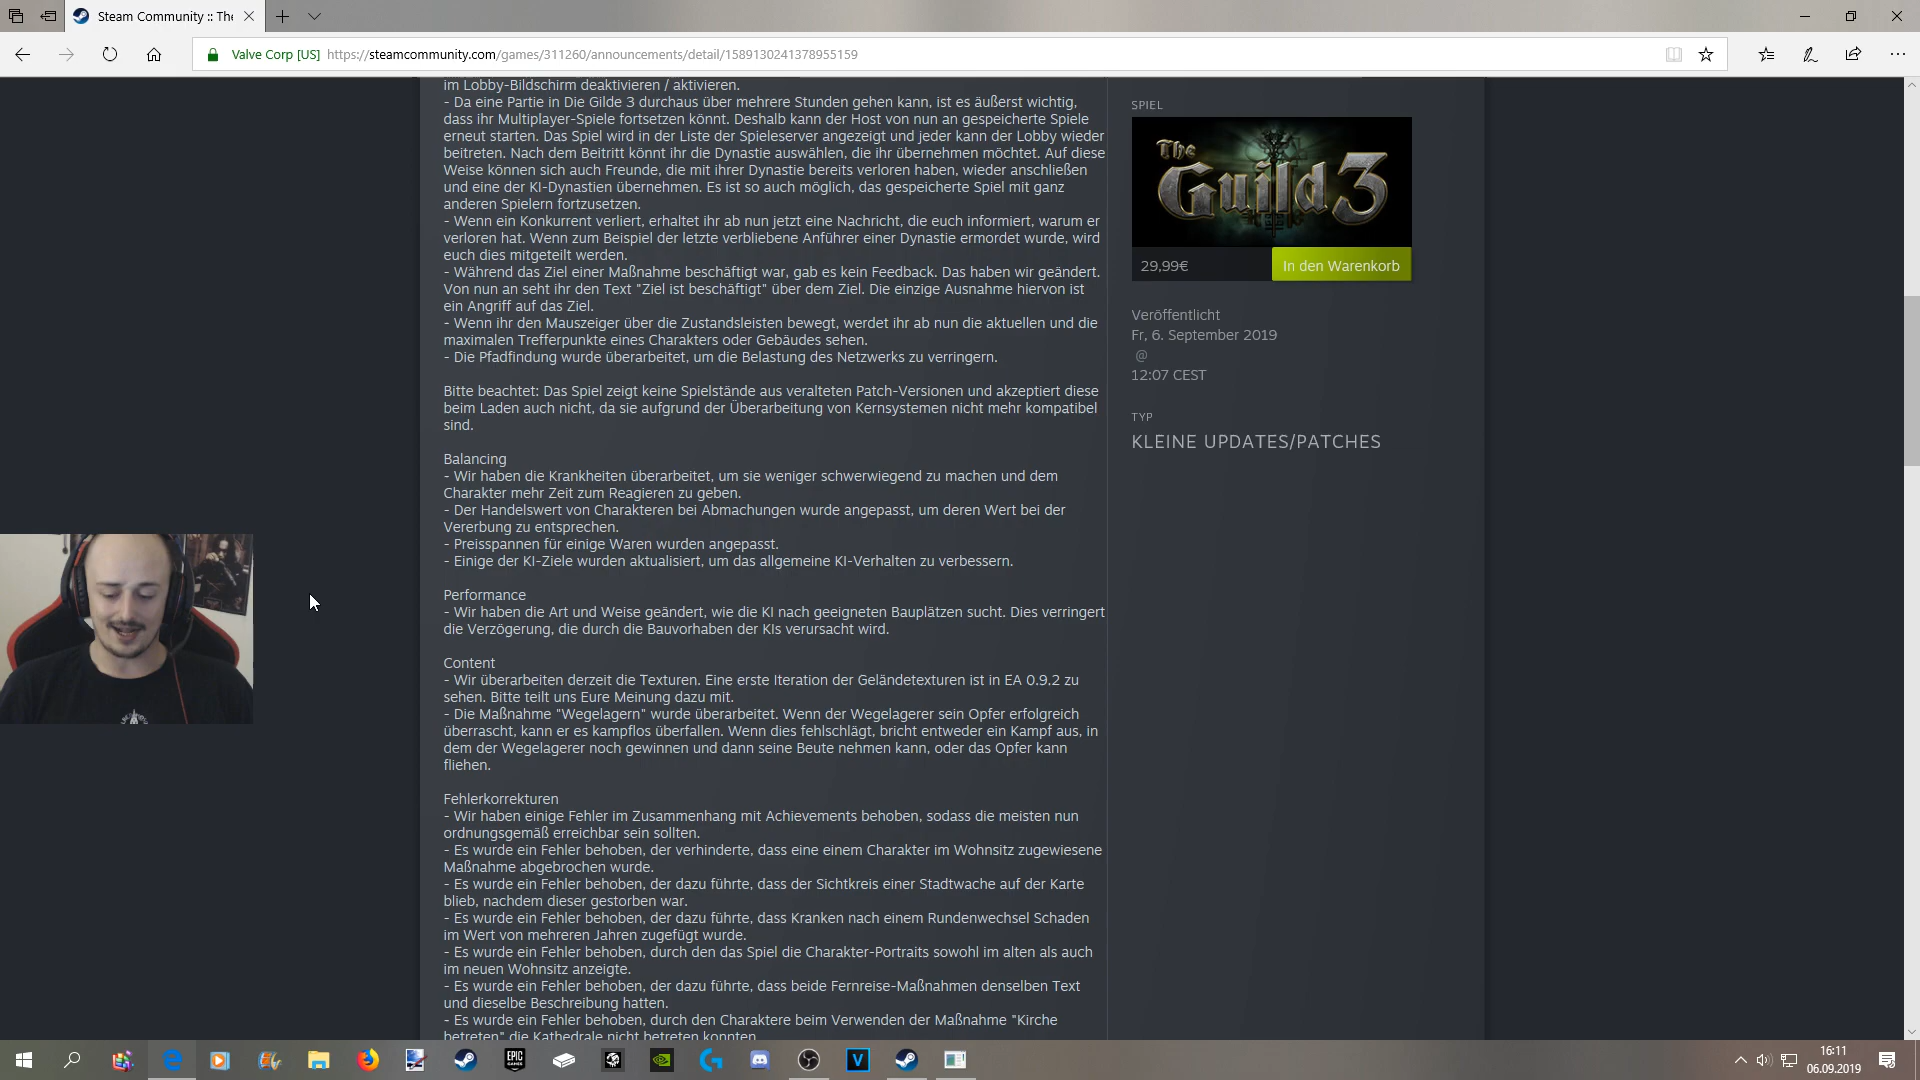 Steam Community :: The
Valve Corp [US] https://steamcommunity.com/games/311260/announcements/detail/1589130241378955159
im Lobby-Bildschirm deaktivieren / aktivieren.
- Da eine Partie in Die Gilde 3 durchaus über mehrere Stunden gehen kann, ist es äußerst wichtig,
dass ihr Multiplayer-Spiele fortsetzen könnt. Deshalb kann der Host von nun an gespeicherte Spiele
erneut starten. Das Spiel wird in der Liste der Spieleserver angezeigt und jeder kann der Lobby wieder
beitreten. Nach dem Beitritt könnt ihr die Dynastie auswählen, die ihr übernehmen möchtet. Auf diese
Weise können sich auch Freunde, die mit ihrer Dynastie bereits verloren haben, wieder anschließen
und eine der KI-Dynastien übernehmen. Es ist so auch möglich, das gespeicherte Spiel mit ganz
anderen Spielern fortzusetzen.
- Wenn ein Konkurrent verliert, erhaltet ihr ab nun jetzt eine Nachricht, die euch informiert, warum er
verloren hat. Wenn zum Beispiel der letzte verbliebene Anführer einer Dynastie ermordet wurde, wird
euch dies mitgeteilt werden.
- Während das Ziel einer Maßnahme beschäftigt war, gab es kein Feedback. Das haben wir geändert.
Von nun an seht ihr den Text "Ziel ist beschäftigt" über dem Ziel. Die einzige Ausnahme hiervon ist
ein Angriff auf das Ziel.
- Wenn ihr den Mauszeiger über die Zustandsleisten bewegt, werdet ihr ab nun die aktuellen und die
maximalen Trefferpunkte eines Charakters oder Gebäudes sehen.
- Die Pfadfindung wurde überarbeitet, um die Belastung des Netzwerks zu verringern.
Bitte beachtet: Das Spiel zeigt keine Spielstände aus veralteten Patch-Versionen und akzeptiert diese
beim Laden auch nicht, da sie aufgrund der Überarbeitung von Kernsystemen nicht mehr kompatibel
sind.
Balancing
- Wir haben die Krankheiten überarbeitet, um sie weniger schwerwiegend zu machen und dem
Charakter mehr Zeit zum Reagieren zu geben.
- Der Handelswert von Charakteren bei Abmachungen wurde angepasst, um deren Wert bei der
Vererbung zu entsprechen.
- Preisspannen für einige Waren wurden angepasst.
- Einige der KI-Ziele wurden aktualisiert, um das allgemeine KI-Verhalten zu verbessern.
Performance
- Wir haben die Art und Weise geändert, wie die KI nach geeigneten Bauplätzen sucht. Dies verringert
die Verzögerung, die durch die Bauvorhaben der KIs verursacht wird.
Content
- Wir überarbeiten derzeit die Texturen. Eine erste Iteration der Geländetexturen ist in EA 0.9.2 zu
sehen. Bitte teilt uns Eure Meinung dazu mit.
- Die Maßnahme "Wegelagern" wurde überarbeitet. Wenn der Wegelagerer sein Opfer erfolgreich
überrascht, kann er es kampflos überfallen. Wenn dies fehlschlägt, bricht entweder ein Kampf aus, in
dem der Wegelagerer noch gewinnen und dann seine Beute nehmen kann, oder das Opfer kann
fliehen.
Fehlerkorrekturen
- Wir haben einige Fehler im Zusammenhang mit Achievements behoben, sodass die meisten nun
ordnungsgemäß erreichbar sein sollten.
- Es wurde ein Fehler behoben, der verhinderte, dass eine einem Charakter im Wohnsitz zugewiesene
Maßnahme abgebrochen wurde.
- Es wurde ein Fehler behoben, der dazu führte, dass der Sichtkreis einer Stadtwache auf der Karte
blieb, nachdem dieser gestorben war.
- Es wurde ein Fehler behoben, der dazu führte, dass Kranken nach einem Rundenwechsel Schaden
im Wert von mehreren Jahren zugefügt wurde.
- Es wurde ein Fehler behoben, durch den das Spiel die Charakter-Portraits sowohl im alten als auch
im neuen Wohnsitz anzeigte.
- Es wurde ein Fehler behoben, der dazu führte, dass beide Fernreise-Maßnahmen denselben Text
und dieselbe Beschreibung hatten.
- Es wurde ein Fehler behoben, durch den Charaktere beim Verwenden der Maßnahme "Kirche
betreten" die Kathedrale nicht betreten konnten.
SPIEL
The Guild 3
29,99€
In den Warenkorb
Veröffentlicht
Fr, 6. September 2019
@
12:07 CEST
TYP
KLEINE UPDATES/PATCHES
EPIC
GAMES
V
16:11
06.09.2019